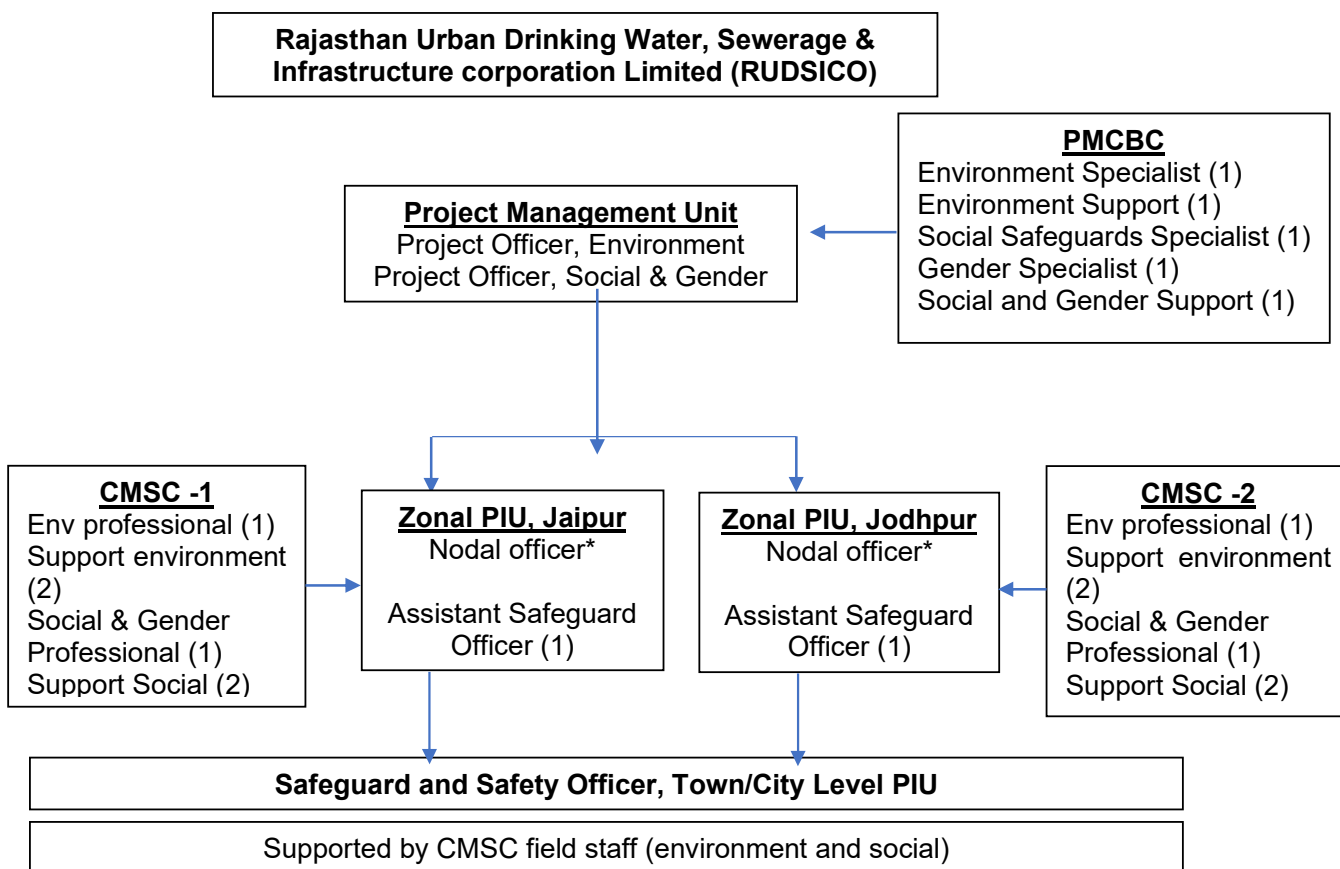 Rajasthan Urban Drinking Water, Sewerage &
Infrastructure corporation Limited (RUDSICO)
PMCBC
Environment Specialist (1)
Environment Support (1)
Social Safeguards Specialist (1)
Gender Specialist (1)
Social and Gender Support (1)
Project Management Unit
Project Officer, Environment
Project Officer, Social & Gender
CMSC -1
Env professional (1)
Support environment
(2)
Social & Gender
Professional (1)
Support Social (2)
Zonal PIU, Jaipur
Nodal officer*
Assistant Safeguard
Officer (1)
Zonal PIU, Jodhpur
Nodal officer*
Assistant Safeguard
Officer (1)
CMSC -2
Env professional (1)
Support environment
(2)
Social & Gender
Professional (1)
Support Social (2)
Safeguard and Safety Officer, Town/City Level PIU
Supported by CMSC field staff (environment and social)